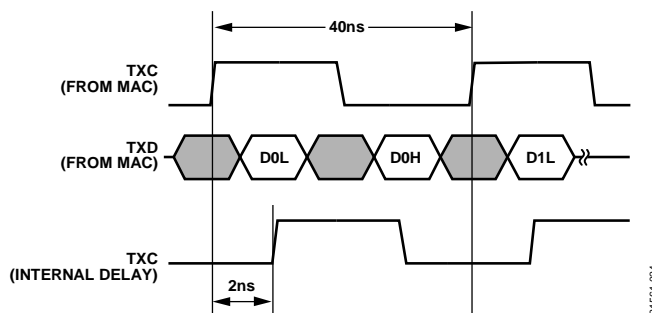 40ns
TXC
(FROM MAC)
TXD
(FROM MAC)
D0L
D0H
D1L
TXC
(INTERNAL DELAY)
2ns